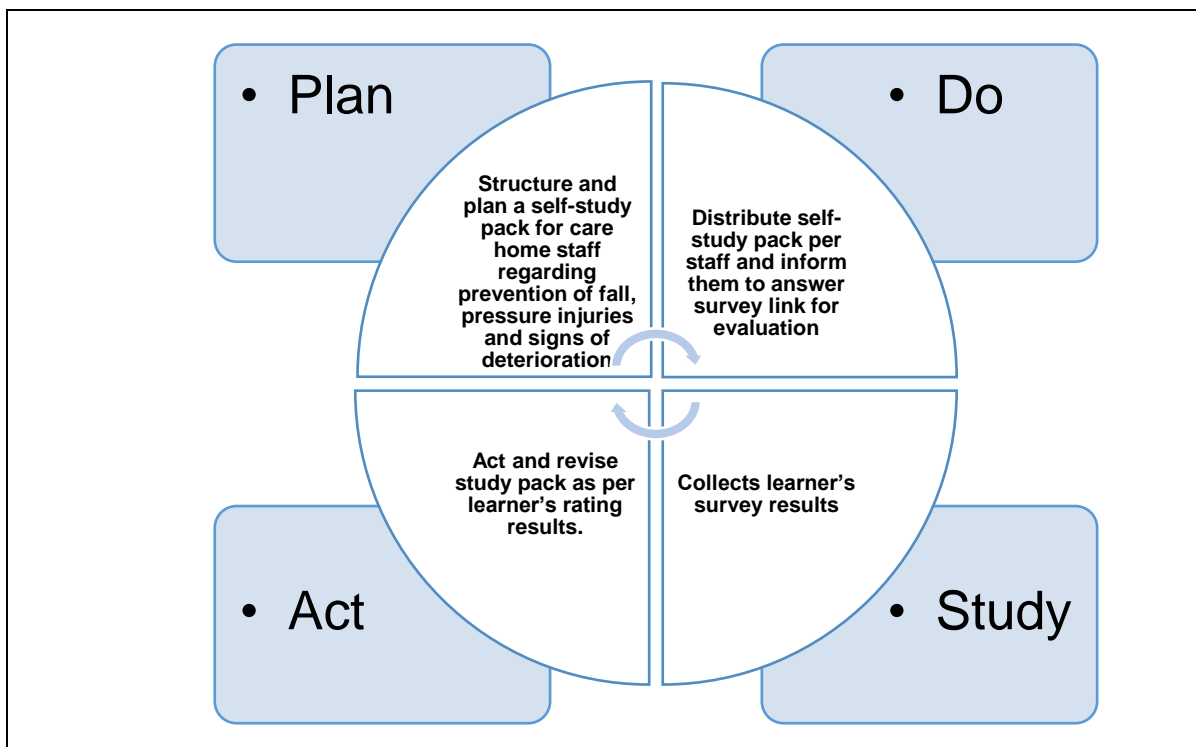 • Plan
Structure and
plan a self-study
pack for care
home staff
regarding
prevention of fall,
pressure injuries
and signs of
deterioration
• Do
Distribute self-
study pack per
staff and inform
them to answer
survey link for
evaluation
• Act
Act and revise
study pack as per
learner’s rating
results.
• Study
Collects learner’s
survey results